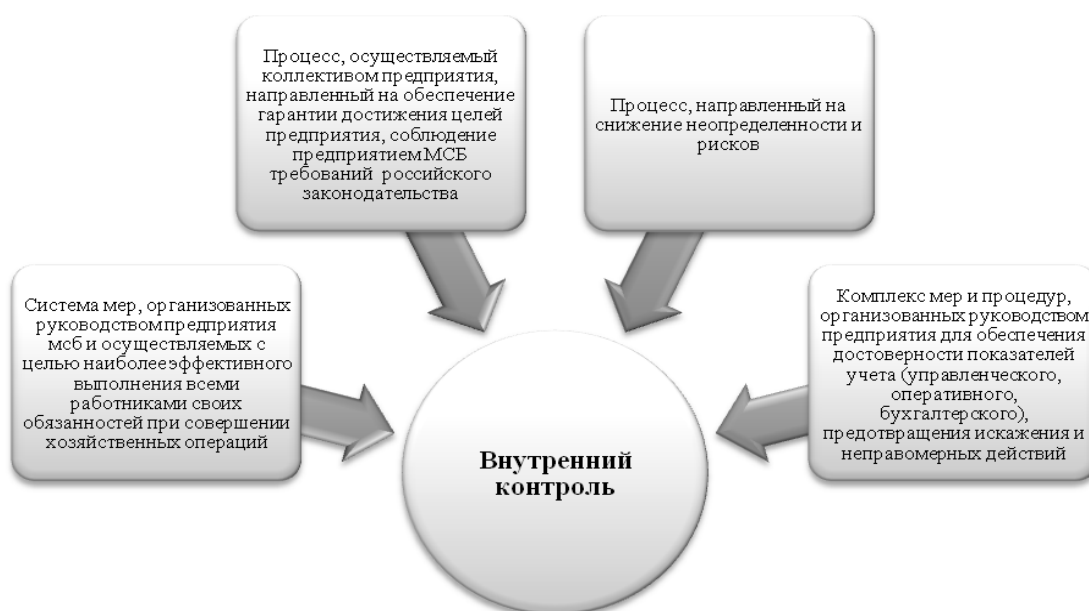 Процесс, осуществляемый
коллективом предприятия,
направленный на обеспечение
гарантии достижения целей
предприятия, соблюдение
предприятием МСБ
требований российского
законодательства
Процесс, направленный на
снижение неопределенности и
рисков
Система мер, организованных
руководством предприятия
мсб и осуществляемых с
целью наиболее эффективного
выполнения всеми
работниками своих
обязанностей при совершении
хозяйственных операций
Комплекс мер и процедур,
организованных руководством
предприятия для обеспечения
достоверности показателей
учета (управленческого,
оперативного,
бухгалтерского),
предотвращения искажения и
неправомерных действий
Внутренний
контроль